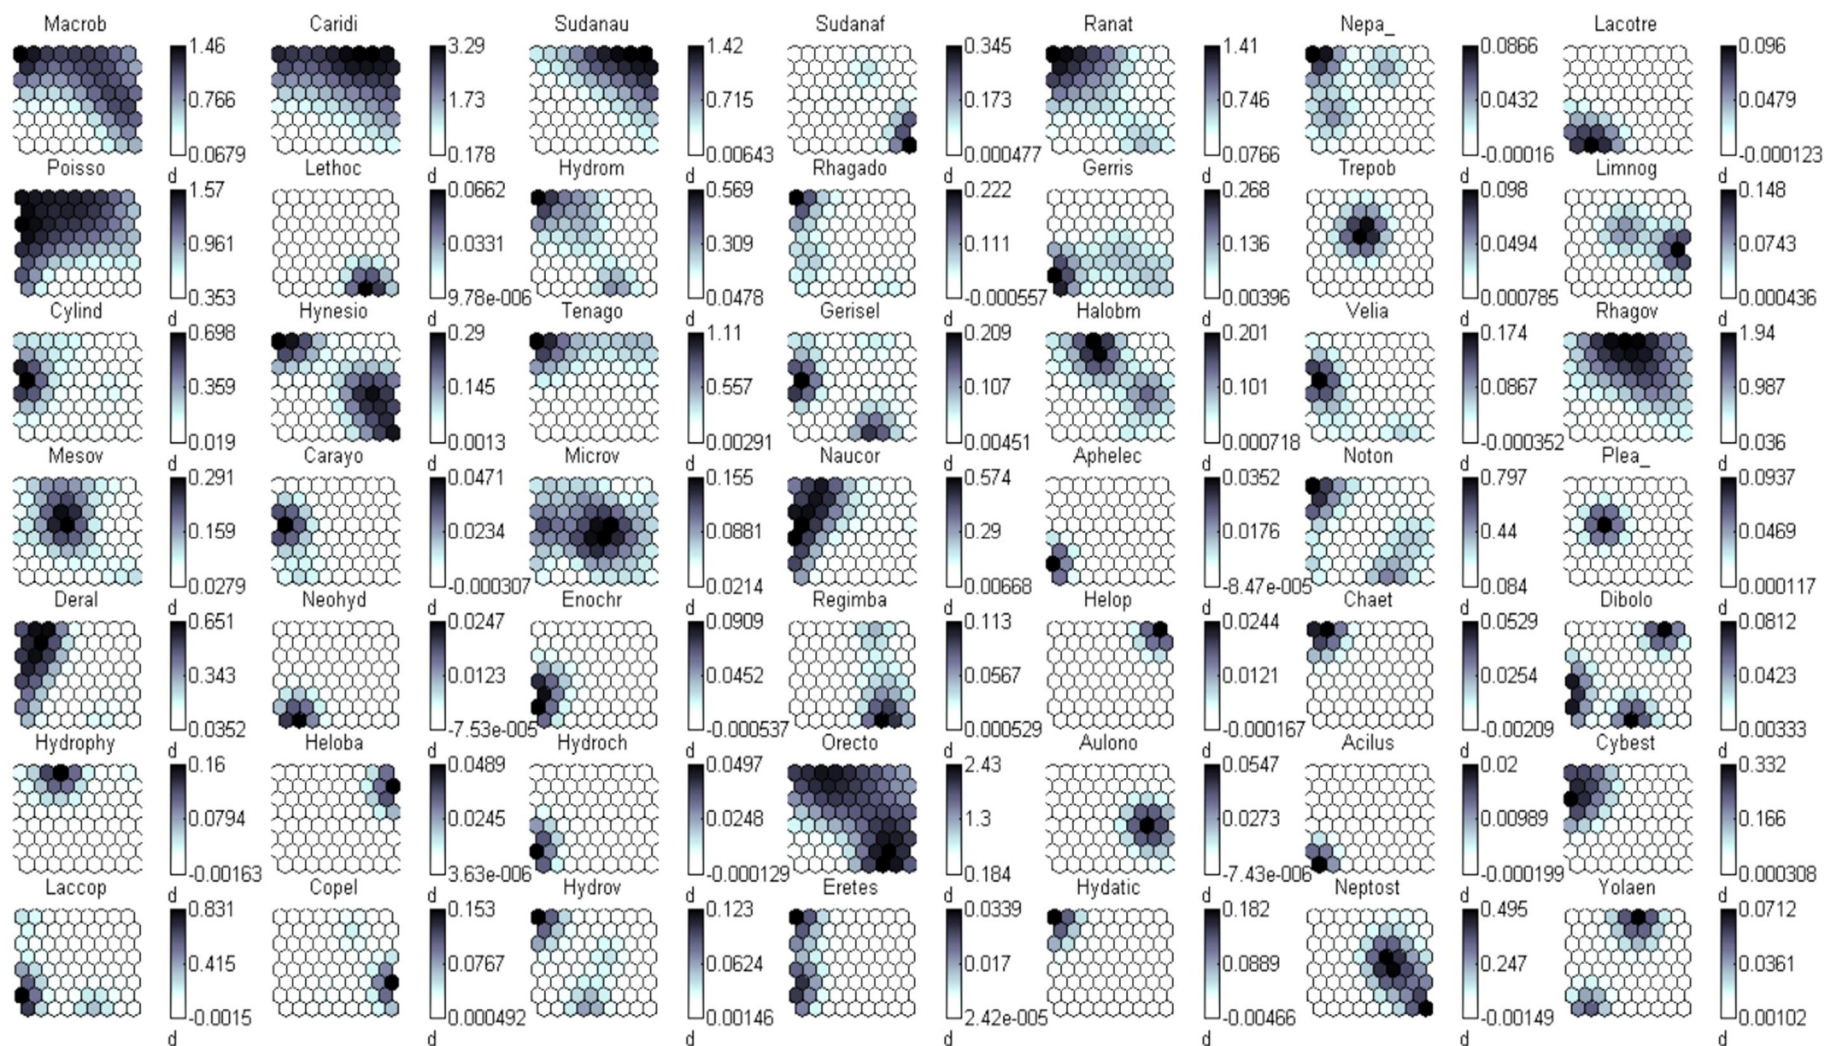 Macrob Caridi Sudanau Sudanaf Ranat Nepa_ Lacotre
1.46 3.29 1.42 0.345 1.41 0.0866 0.096
0.766 1.73 0.715 0.173 0.746 0.0432 0.0479
0.0679 0.178 0.00643 0.000477 0.0766 -0.00016 -0.000123
d d d d d d d
Poisso Lethoc Hydrom Rhagado Gerris Trepob Limnog
1.57 0.0662 0.569 0.222 0.268 0.098 0.148
0.961 0.0331 0.309 0.111 0.136 0.0494 0.0743
0.353 9.78e-006 0.0478 -0.000557 0.00396 0.000785 0.000436
d d d d d d d
Cylind Hynesio Tenago Gerisel Halobm Velia Rhagov
0.698 0.29 1.11 0.209 0.201 0.174 1.94
0.359 0.145 0.557 0.107 0.101 0.0867 0.987
0.019 0.0013 0.00291 0.00451 0.000718 -0.000352 0.036
d d d d d d d
Mesov Carayo Microv Naucor Aphelec Noton Plea_
0.291 0.0471 0.155 0.574 0.0352 0.797 0.0937
0.159 0.0234 0.0881 0.29 0.0176 0.44 0.0469
0.0279 -0.000307 0.0214 0.00668 -8.47e-005 0.084 0.000117
d d d d d d d
Deral Neohyd Enochr Regimba Helop Chaet Dibolo
0.651 0.0247 0.0909 0.113 0.0244 0.0529 0.0812
0.343 0.0123 0.0452 0.0567 0.0121 0.0254 0.0423
0.0352 -7.53e-005 -0.000537 0.000529 -0.000167 -0.00209 0.00333
d d d d d d d
Hydrophy Heloba Hydroch Orecto Aulono Acilus Cybest
0.16 0.0489 0.0497 2.43 0.0547 0.02 0.332
0.0794 0.0245 0.0248 1.3 0.0273 0.00989 0.166
-0.00163 3.63e-006 -0.000129 0.184 -7.43e-006 -0.000199 0.000308
d d d d d d d
Laccop Copel Hydrov Eretes Hydatic Neptost Yolaen
0.831 0.153 0.123 0.0339 0.182 0.495 0.0712
0.415 0.0767 0.0624 0.017 0.0889 0.247 0.0361
-0.0015 0.000492 0.00146 2.42e-005 -0.00466 -0.00149 0.00102
d d d d d d d